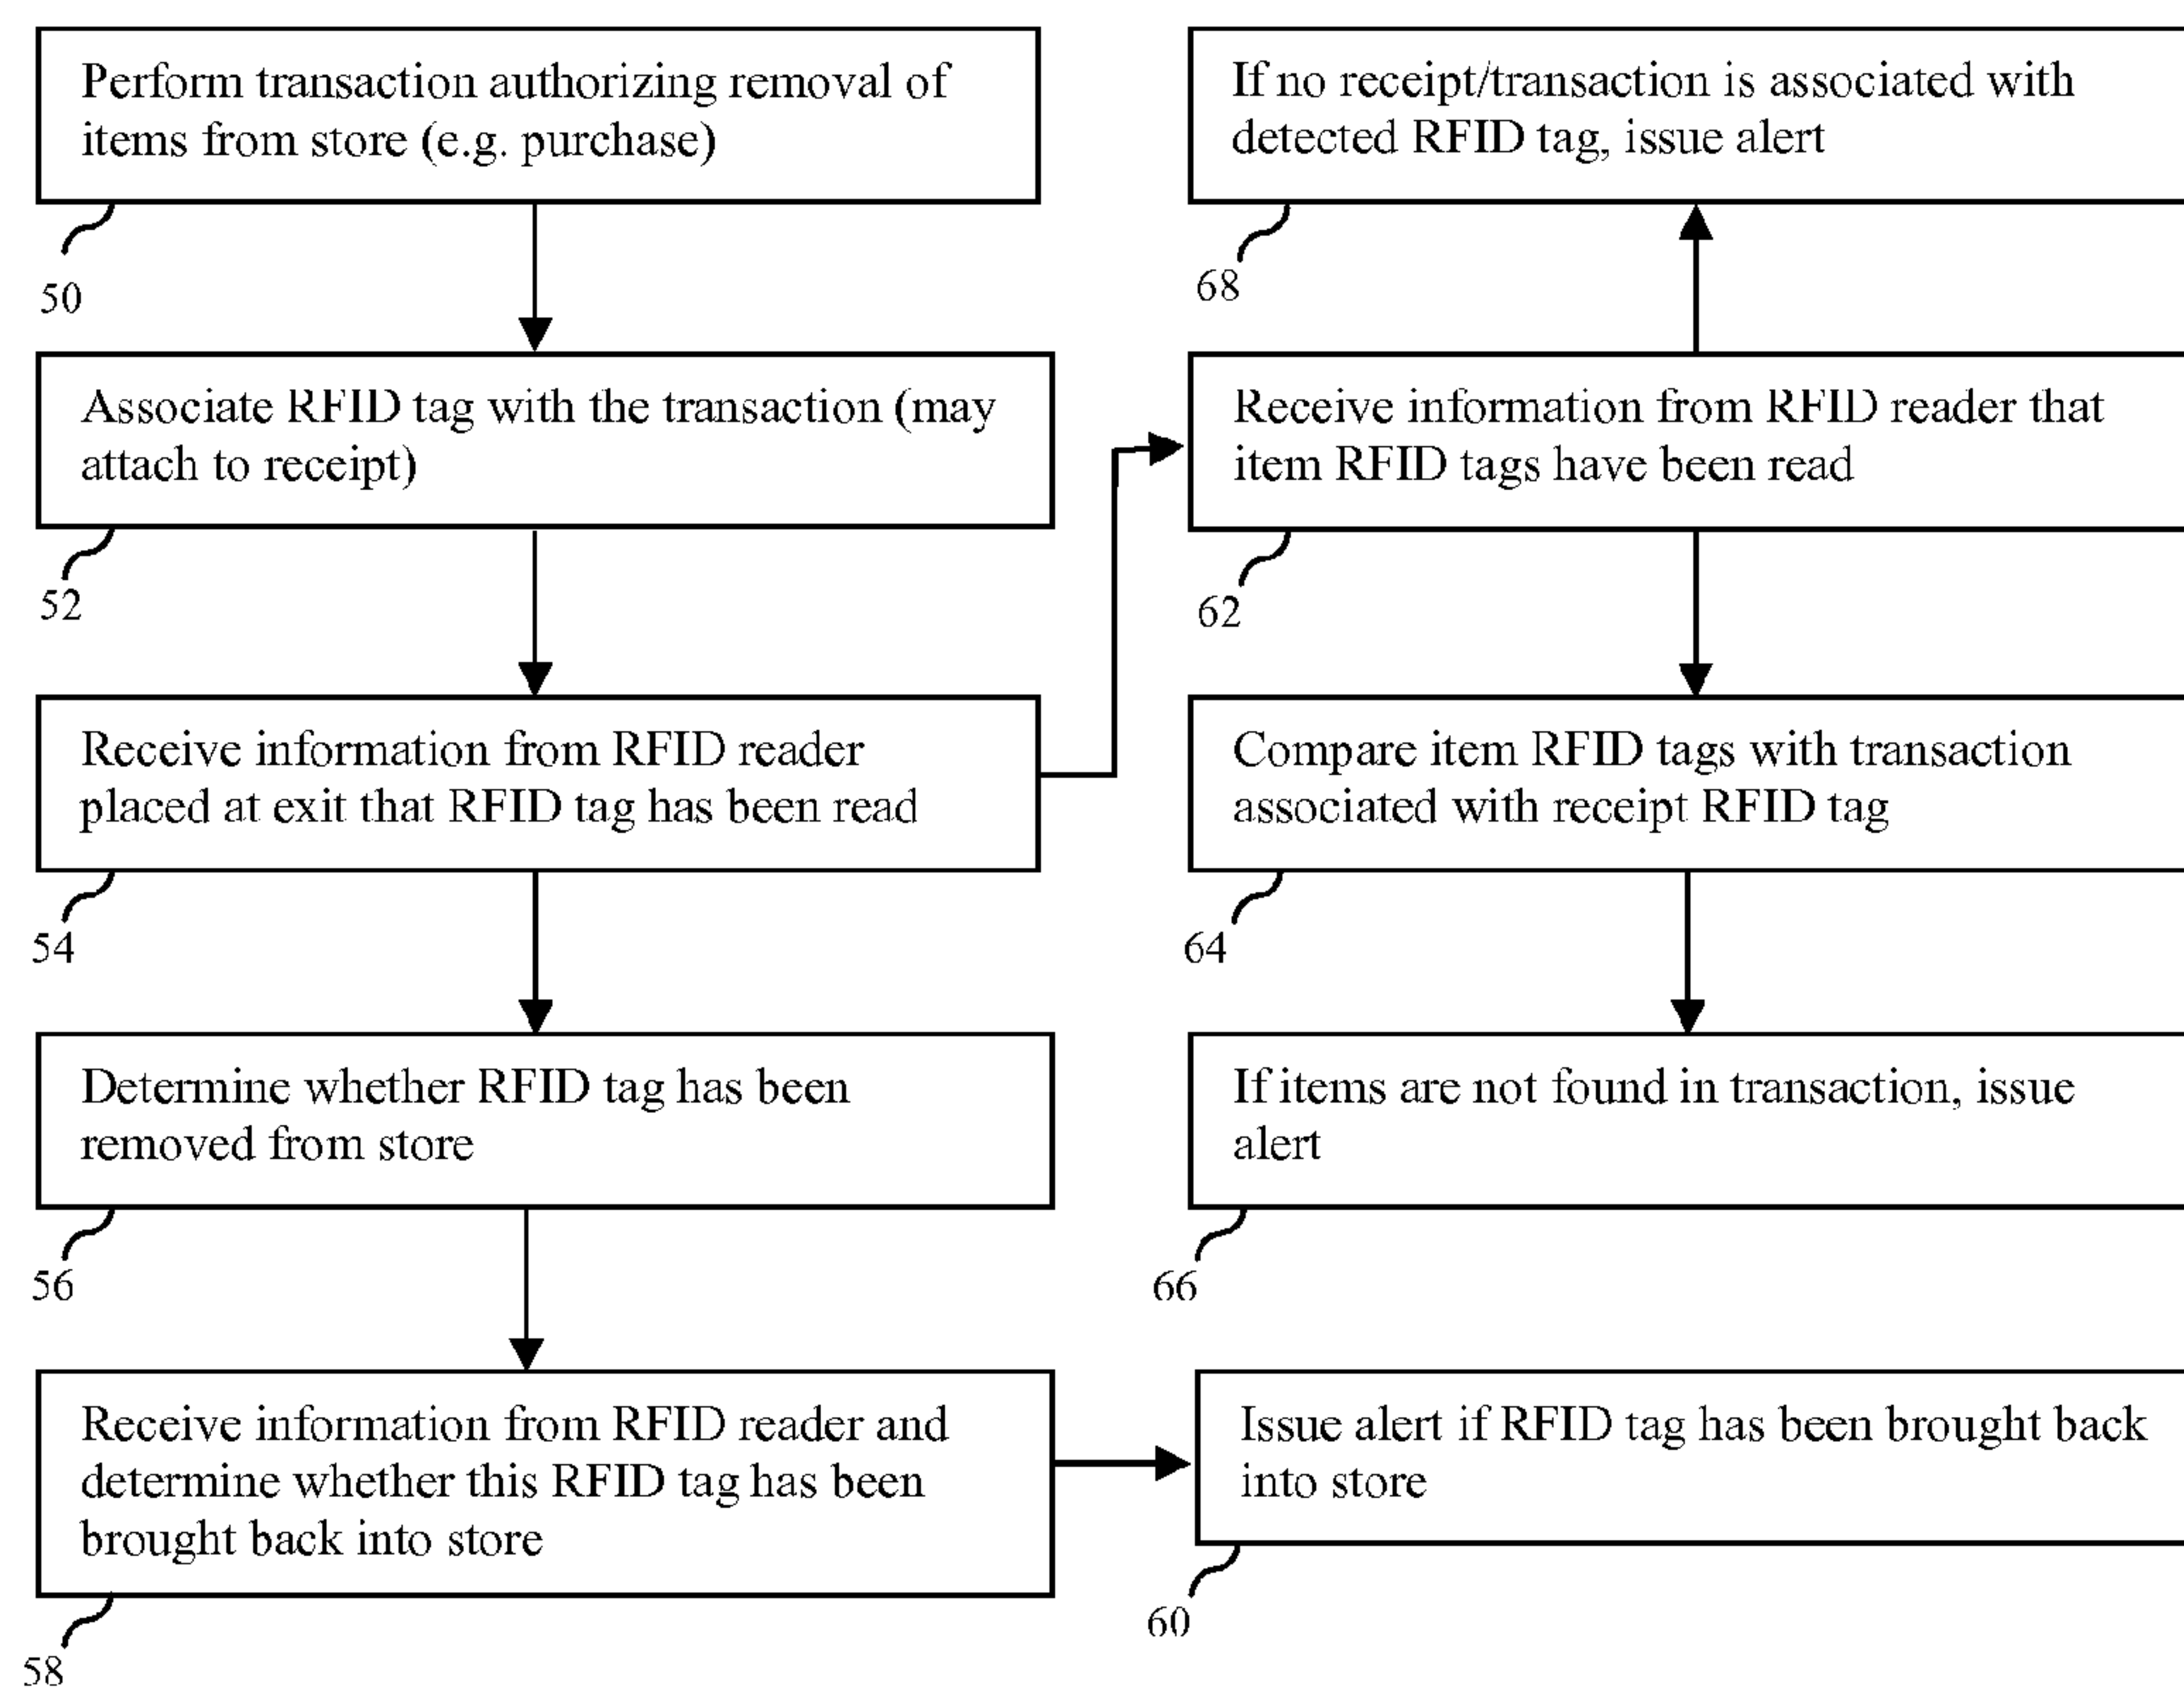 Perform transaction authorizing removal of
items from store (e.g. purchase)
50
Associate RFID tag with the transaction (may
attach to receipt)
52
Receive information from RFID reader
placed at exit that RFID tag has been read
54
Determine whether RFID tag has been
removed from store
56
Receive information from RFID reader and
determine whether this RFID tag has been
brought back into store
58
If no receipt/transaction is associated with
detected RFID tag, issue alert
68
Receive information from RFID reader that
item RFID tags have been read
62
Compare item RFID tags with transaction
associated with receipt RFID tag
64
If items are not found in transaction, issue
alert
66
Issue alert if RFID tag has been brought back
into store
60